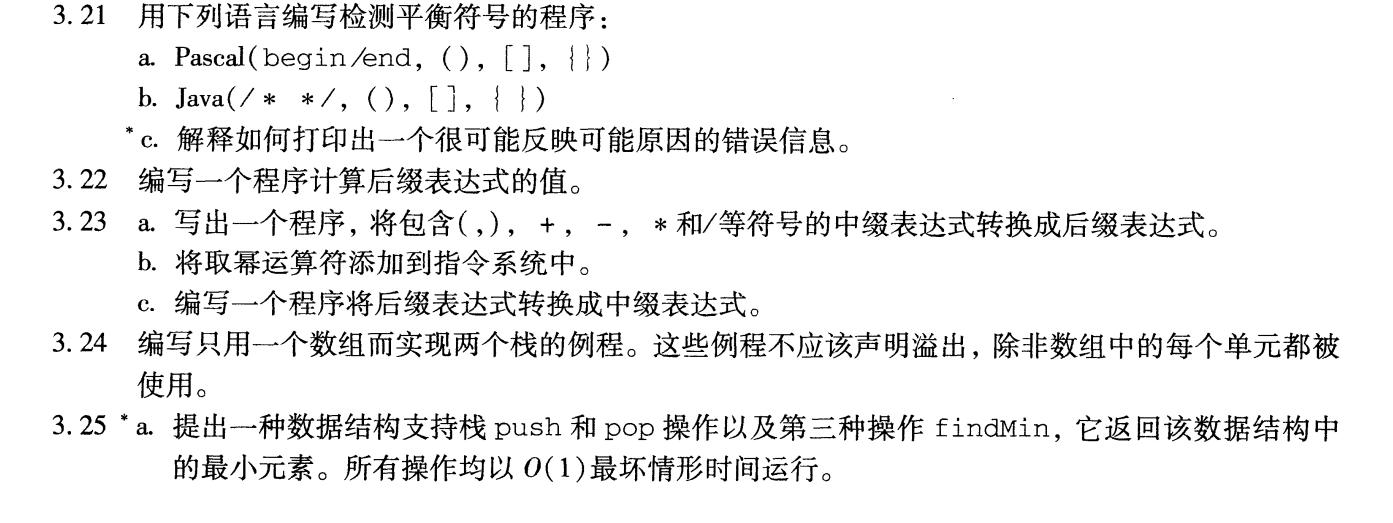 3.21 用下列语言编写检测平衡符号的程序：
a. Pascal(begin/end, (), [], {})
b. Java(/* */, (), [], { })
*c. 解释如何打印出一个很可能反映可能原因的错误信息。
3.22 编写一个程序计算后缀表达式的值。
3.23 a. 写出一个程序，将包含(,), +, -, *和/等符号的中缀表达式转换成后缀表达式。
b. 将取幂运算符添加到指令系统中。
c. 编写一个程序将后缀表达式转换成中缀表达式。
3.24 编写只用一个数组而实现两个栈的例程。这些例程不应该声明溢出，除非数组中的每个单元都被
使用。
3.25 *a. 提出一种数据结构支持栈 push 和 pop 操作以及第三种操作 findMin，它返回该数据结构中
的最小元素。所有操作均以 O(1)最坏情形时间运行。